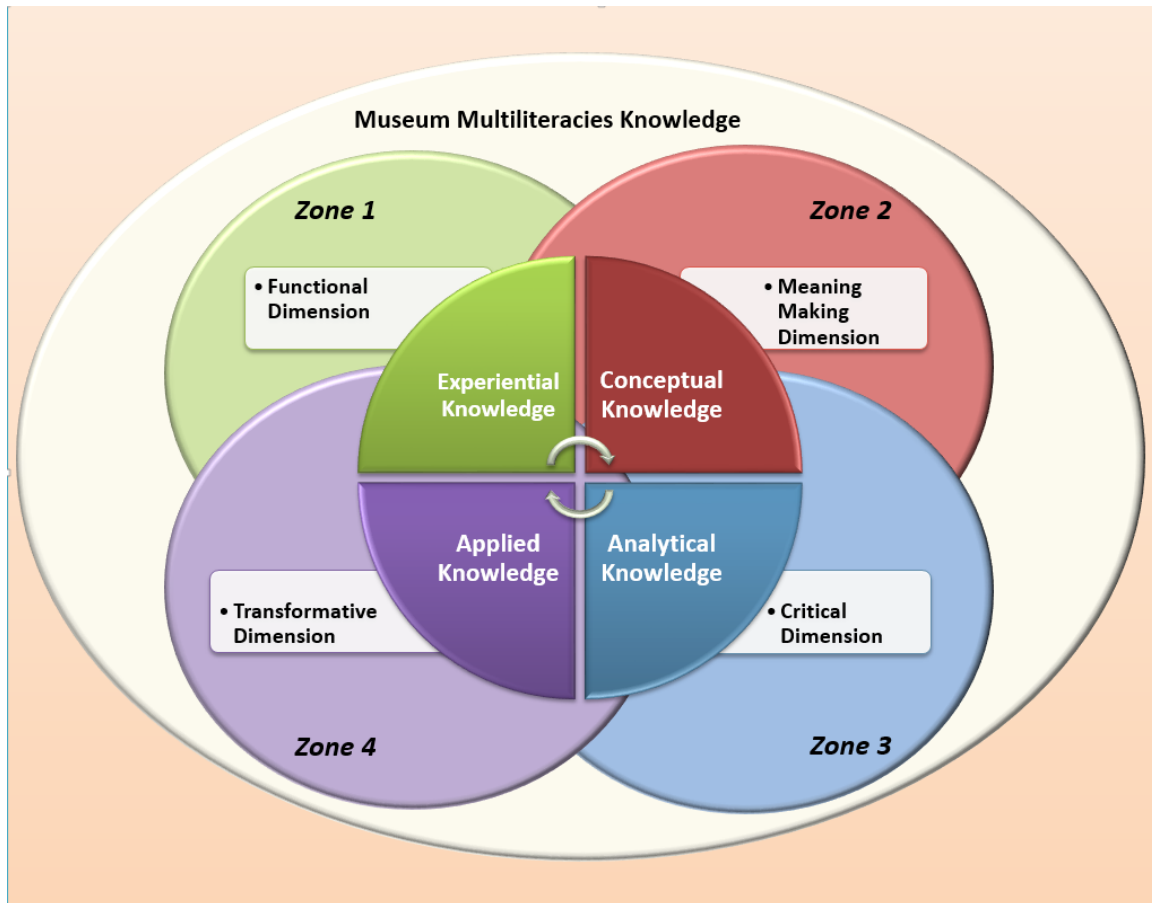 Museum Multiliteracies Knowledge
Zone 1
Zone 2
• Functional
Dimension
• Meaning
Making
Dimension
Experiential
Knowledge
Conceptual
Knowledge
Applied
Knowledge
Analytical
Knowledge
• Transformative
Dimension
• Critical
Dimension
Zone 4
Zone 3